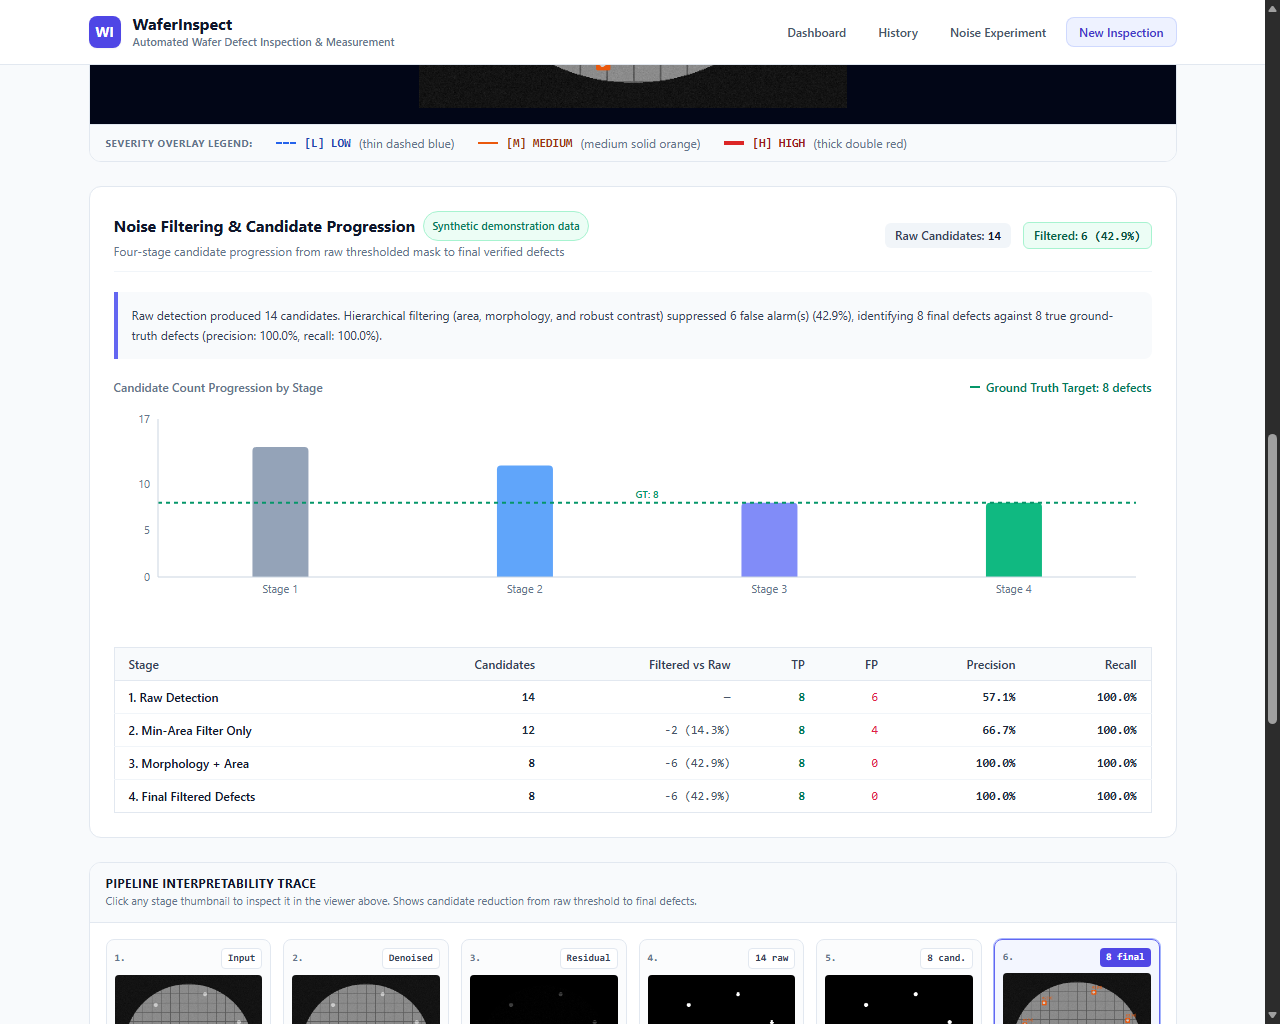 WI
WaferInspect
Automated Wafer Defect Inspection & Measurement
Dashboard
History
Noise Experiment
New Inspection
SEVERITY OVERLAY LEGEND:
[L] LOW (thin dashed blue)
[M] MEDIUM (medium solid orange)
[H] HIGH (thick double red)
Noise Filtering & Candidate Progression
Synthetic demonstration data
Four-stage candidate progression from raw thresholded mask to final verified defects
Raw Candidates: 14
Filtered: 6 (42.9%)
Raw detection produced 14 candidates. Hierarchical filtering (area, morphology, and robust contrast) suppressed 6 false alarm(s) (42.9%), identifying 8 final defects against 8 true ground-
truth defects (precision: 100.0%, recall: 100.0%).
Candidate Count Progression by Stage
Ground Truth Target: 8 defects
17
10
5
0
GT: 8
Stage 1
Stage 2
Stage 3
Stage 4
Stage Candidates Filtered vs Raw TP FP Precision Recall
1. Raw Detection 14 — 8 6 57.1% 100.0%
2. Min-Area Filter Only 12 -2 (14.3%) 8 4 66.7% 100.0%
3. Morphology + Area 8 -6 (42.9%) 8 0 100.0% 100.0%
4. Final Filtered Defects 8 -6 (42.9%) 8 0 100.0% 100.0%
PIPELINE INTERPRETABILITY TRACE
Click any stage thumbnail to inspect it in the viewer above. Shows candidate reduction from raw threshold to final defects.
1. Input
2. Denoised
3. Residual
4. 14 raw
5. 8 cand.
6. 8 final